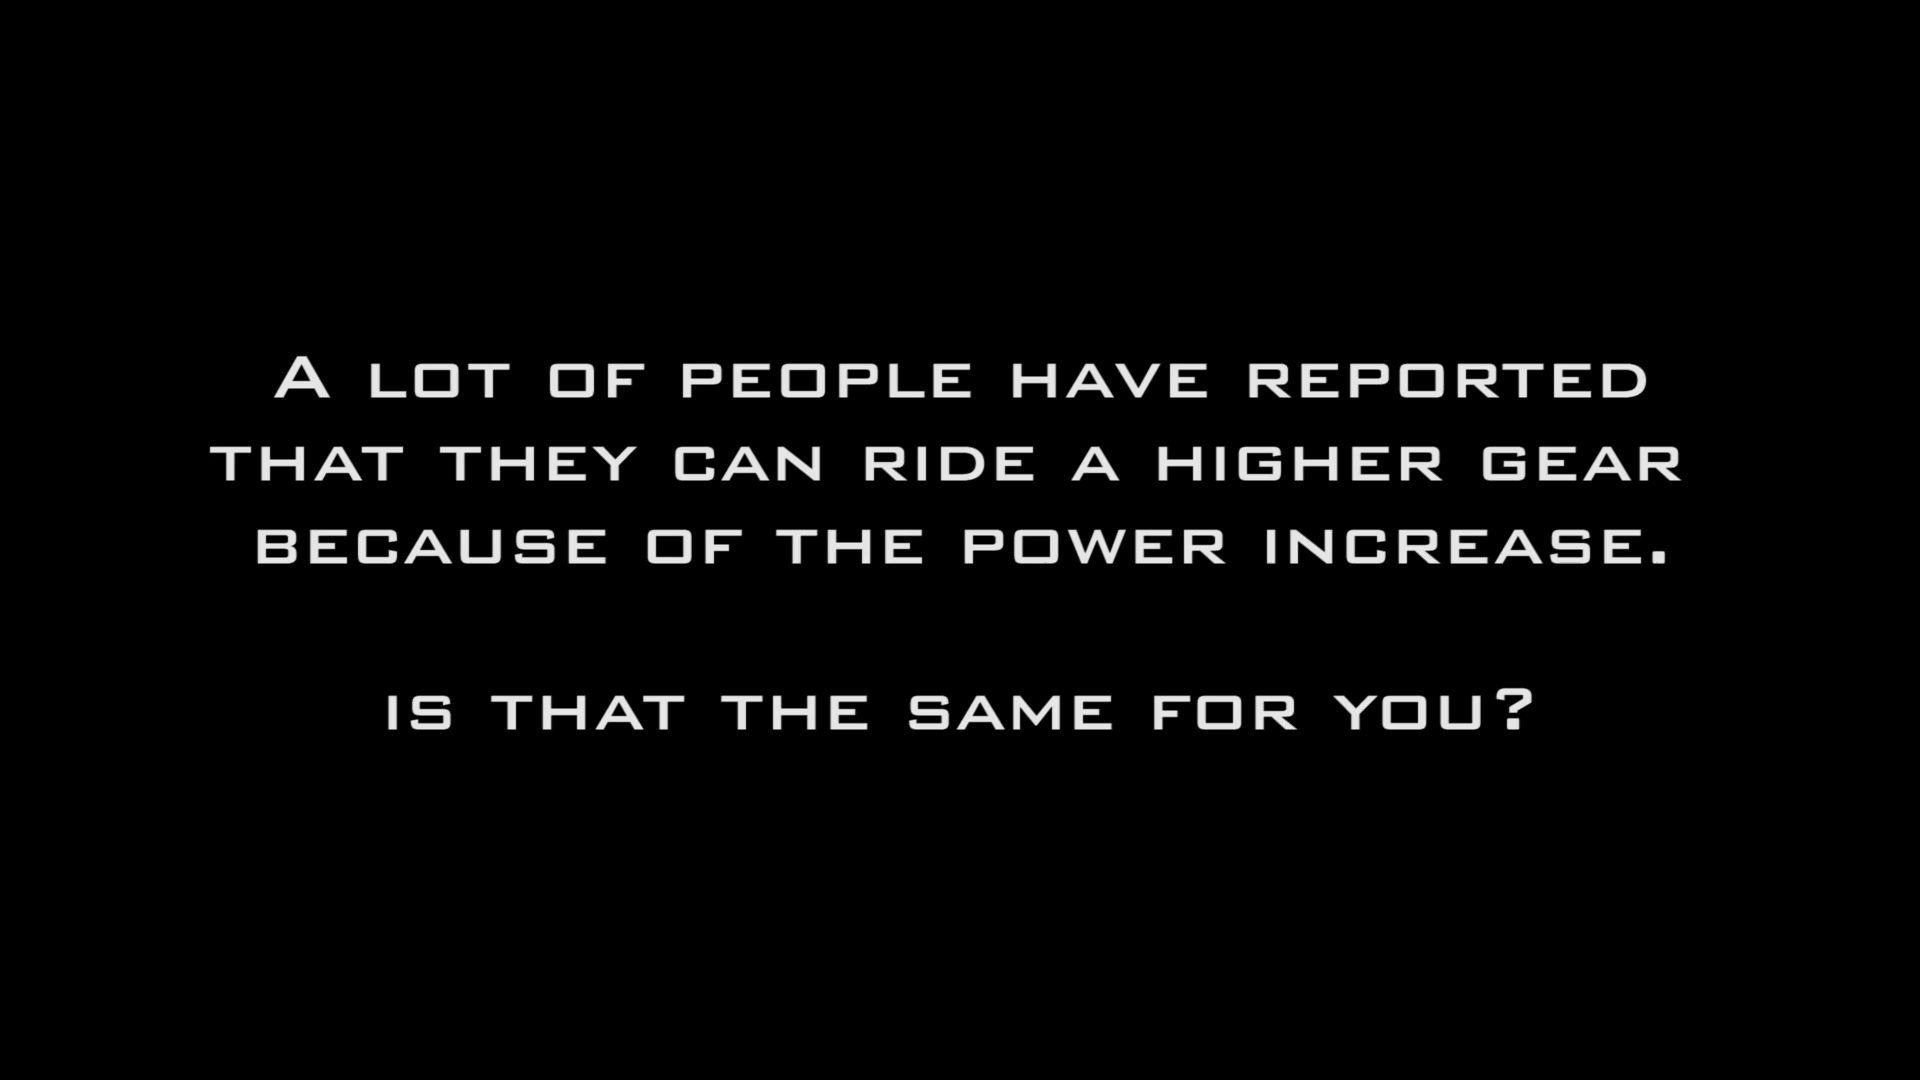 A LOT OF PEOPLE HAVE REPORTED
THAT THEY CAN RIDE A HIGHER GEAR
BECAUSE OF THE POWER INCREASE.
IS THAT THE SAME FOR YOU?